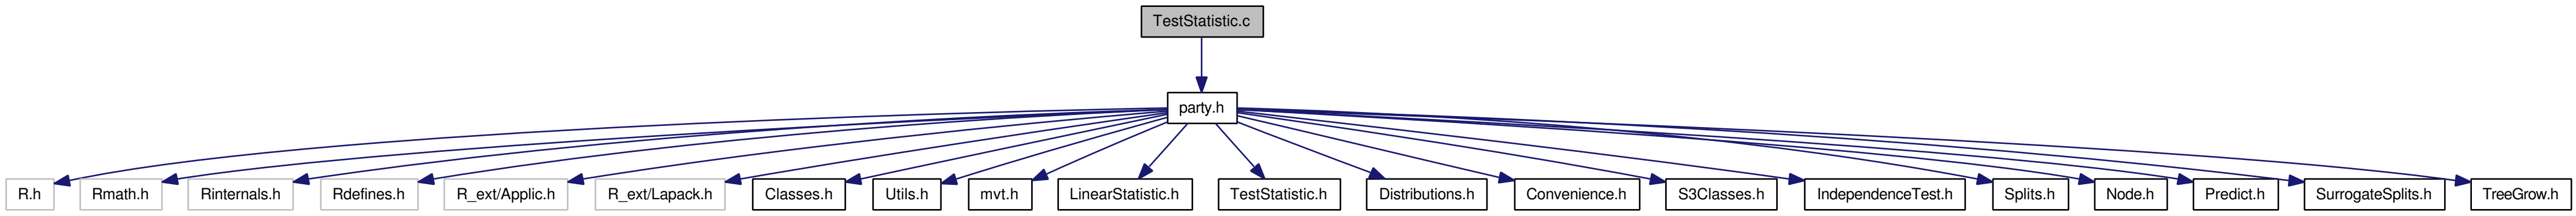 TestStatistic.c
party.h
R.h
Rmath.h
Rinternals.h
Rdefines.h
R_ext/Applic.h
R_ext/Lapack.h
Classes.h
Utils.h
mvt.h
LinearStatistic.h
TestStatistic.h
Distributions.h
Convenience.h
S3Classes.h
IndependenceTest.h
Splits.h
Node.h
Predict.h
SurrogateSplits.h
TreeGrow.h